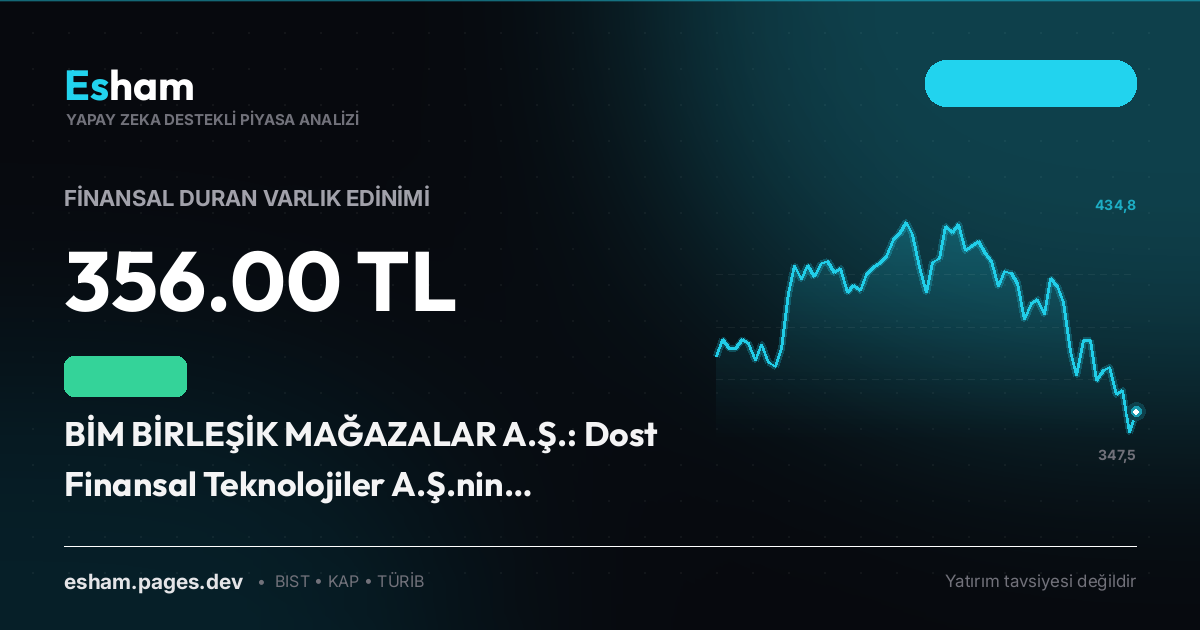 Esham
YAPAY ZEKA DESTEKLİ PİYASA ANALİZİ
FİNANSAL DURAN VARLIK EDİNİMİ
356.00 TL
434,8
347,5
BİM BİRLEŞİK MAĞAZALAR A.Ş.: Dost
Finansal Teknolojiler A.Ş.nin...
esham.pages.dev • BIST • KAP • TÜRİB
Yatırım tavsiyesi değildir